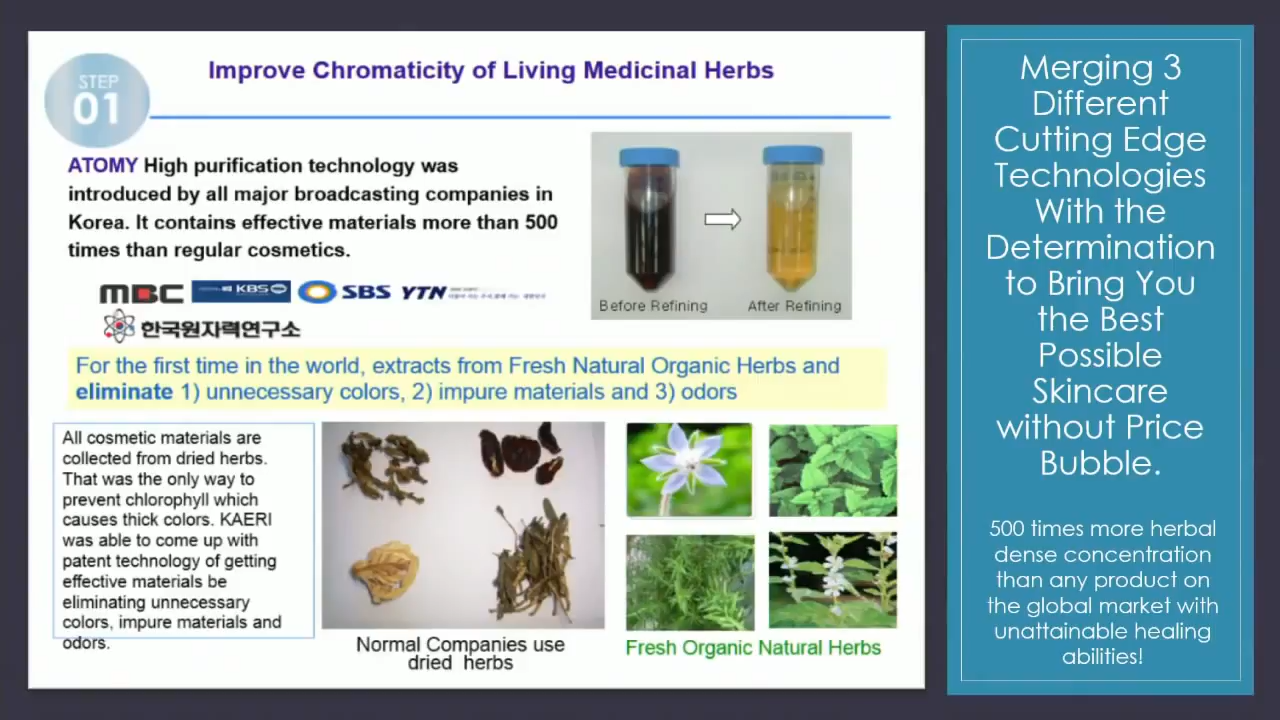 STEP
01
Improve Chromaticity of Living Medicinal Herbs
ATOMY High purification technology was
introduced by all major broadcasting companies in
Korea. It contains effective materials more than 500
times than regular cosmetics.
Before Refining
After Refining
MBC KBS SBS YTN
한국원자력연구소
For the first time in the world, extracts from Fresh Natural Organic Herbs and
eliminate 1) unnecessary colors, 2) impure materials and 3) odors
All cosmetic materials are
collected from dried herbs.
That was the only way to
prevent chlorophyll which
causes thick colors. KAERI
was able to come up with
patent technology of getting
effective materials be
eliminating unnecessary
colors, impure materials and
odors.
Normal Companies use
dried herbs
Fresh Organic Natural Herbs
Merging 3
Different
Cutting Edge
Technologies
With the
Determination
to Bring You
the Best
Possible
Skincare
without Price
Bubble.
500 times more herbal
dense concentration
than any product on
the global market with
unattainable healing
abilities!